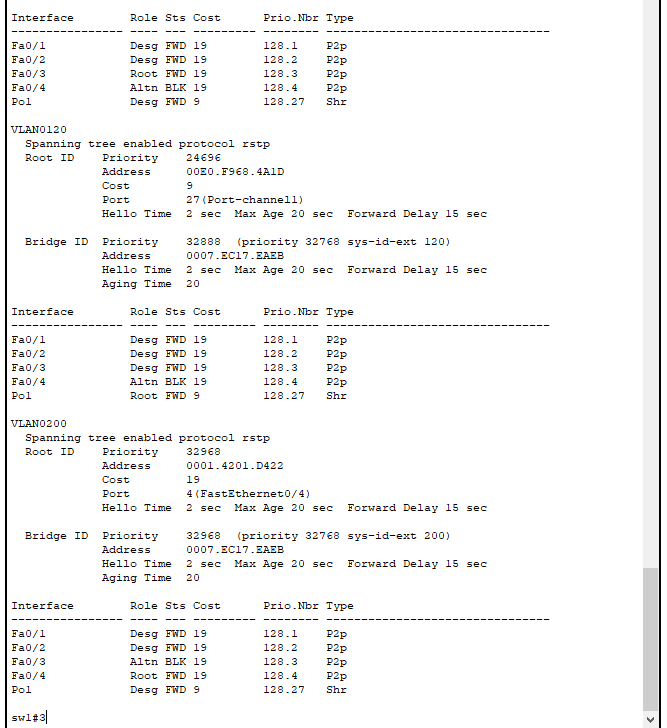 Interface Role Sts Cost Prio.Nbr Type
---------------- ---- --- --------- -------- --------------------------------
Fa0/1 Desg FWD 19 128.1 P2p
Fa0/2 Desg FWD 19 128.2 P2p
Fa0/3 Root FWD 19 128.3 P2p
Fa0/4 Altn BLK 19 128.4 P2p
Po1 Desg FWD 9 128.27 Shr
VLAN0120
Spanning tree enabled protocol rstp
Root ID Priority 24696
Address 00E0.F968.4A1D
Cost 9
Port 27(Port-channel1)
Hello Time 2 sec Max Age 20 sec Forward Delay 15 sec
Bridge ID Priority 32888 (priority 32768 sys-id-ext 120)
Address 0007.EC17.EAEB
Hello Time 2 sec Max Age 20 sec Forward Delay 15 sec
Aging Time 20
Interface Role Sts Cost Prio.Nbr Type
---------------- ---- --- --------- -------- --------------------------------
Fa0/1 Desg FWD 19 128.1 P2p
Fa0/2 Desg FWD 19 128.2 P2p
Fa0/3 Desg FWD 19 128.3 P2p
Fa0/4 Altn BLK 19 128.4 P2p
Po1 Root FWD 9 128.27 Shr
VLAN0200
Spanning tree enabled protocol rstp
Root ID Priority 32968
Address 0001.4201.D422
Cost 19
Port 4(FastEthernet0/4)
Hello Time 2 sec Max Age 20 sec Forward Delay 15 sec
Bridge ID Priority 32968 (priority 32768 sys-id-ext 200)
Address 0007.EC17.EAEB
Hello Time 2 sec Max Age 20 sec Forward Delay 15 sec
Aging Time 20
Interface Role Sts Cost Prio.Nbr Type
---------------- ---- --- --------- -------- --------------------------------
Fa0/1 Desg FWD 19 128.1 P2p
Fa0/2 Desg FWD 19 128.2 P2p
Fa0/3 Altn BLK 19 128.3 P2p
Fa0/4 Root FWD 19 128.4 P2p
Po1 Desg FWD 9 128.27 Shr
sw1#3